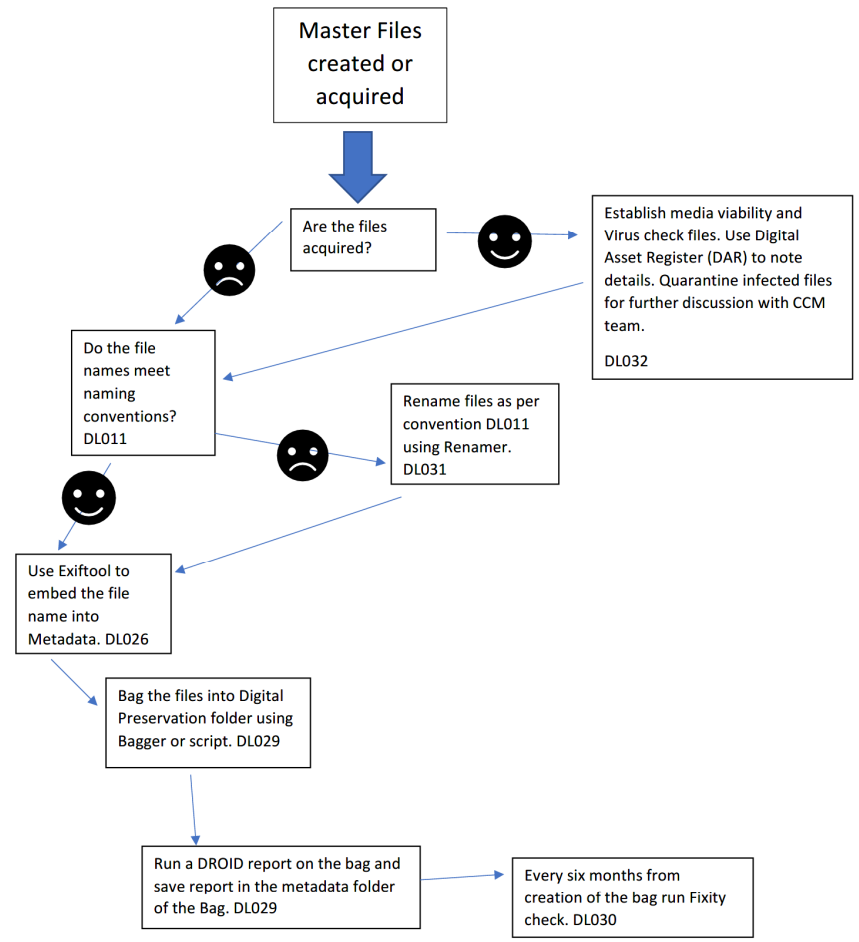 Master Files
created or
acquired
Are the files
acquired?
Establish media viability and
Virus check files. Use Digital
Asset Register (DAR) to note
details. Quarantine infected files
for further discussion with CCM
team.
DL032
Do the file
names meet
naming
conventions?
DL011
Rename files as per
convention DL011
using Renamer.
DL031
Use Exiftool to
embed the file
name into
Metadata. DL026
Bag the files into Digital
Preservation folder using
Bagger or script. DL029
Run a DROID report on the bag and
save report in the metadata folder
of the Bag. DL029
Every six months from
creation of the bag run Fixity
check. DL030